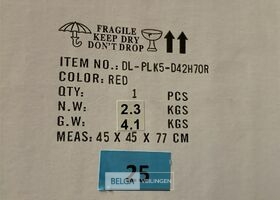 FRAGILE
KEEP DRY
DON'T DROP
ITEM NO.: DL-PLK5-D42H70R
COLOR: RED
QTY: 1 PCS
N.W: 2.3 KGS
G.W: 4.1 KGS
MEAS: 45 X 45 X 77 CM
25